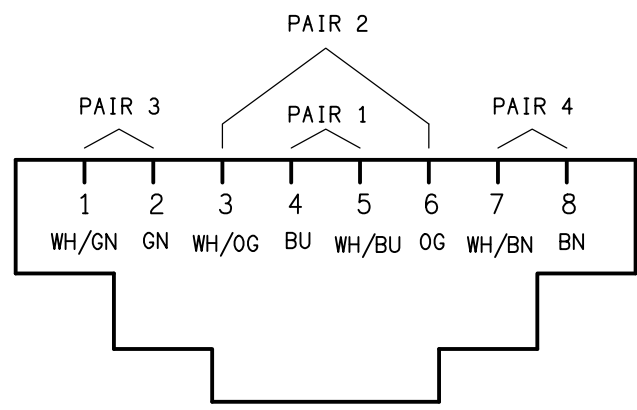 PAIR 2
PAIR 3
PAIR 1
PAIR 4
1 2 3 4 5 6 7 8
WH/GN GN WH/OG BU WH/BU OG WH/BN BN